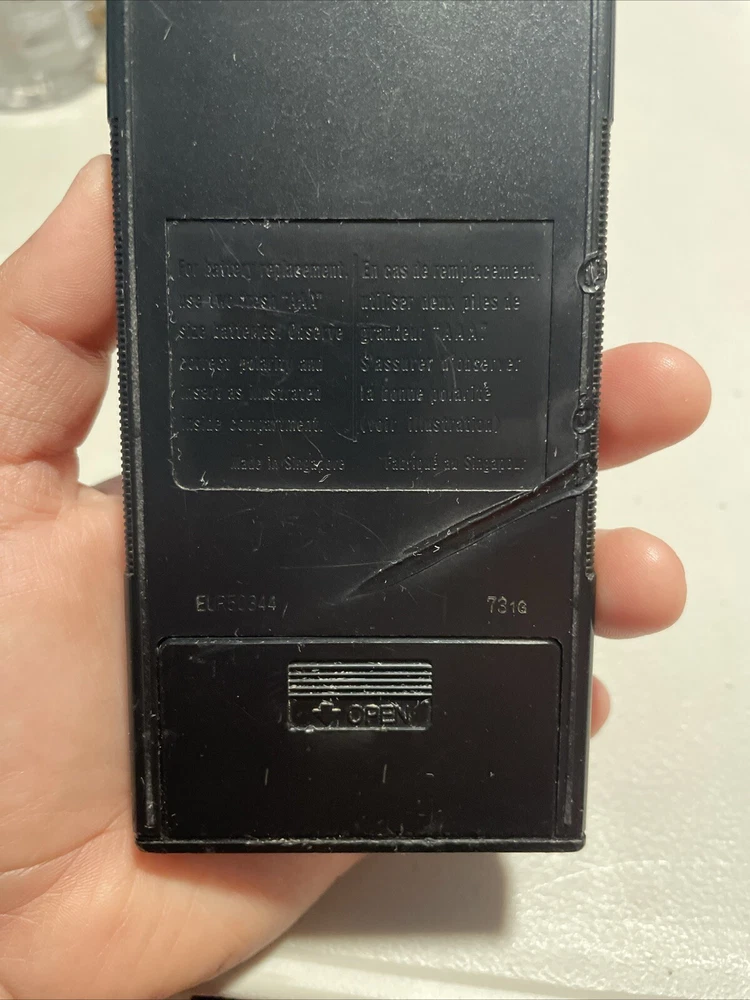 For battery replacement,
use two fresh "AAA"
size batteries. Observe
correct polarity and
insert as illustrated
inside compartment.
Made in Singapore
En cas de remplacement,
utiliser deux piles de
grandeur "AAA."
S'assurer d'observer
la bonne polarité
(voir illustration)
Fabriqué au Singapour
731G
OPEN